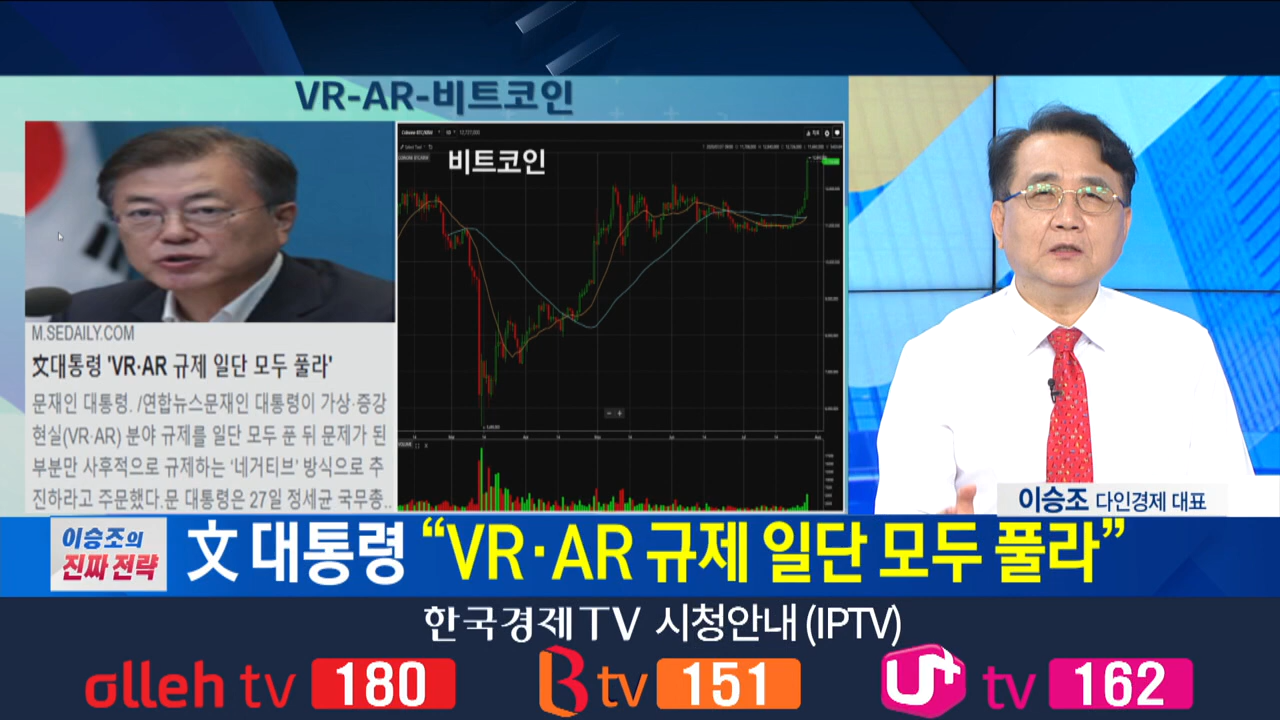 VR-AR-비트코인
비트코인
M.SEDAILY.COM
文대통령 'VR·AR 규제 일단 모두 풀라'
문재인 대통령. /연합뉴스문재인 대통령이 가상·증강
현실(VR·AR) 분야 규제를 일단 모두 푼 뒤 문제가 된
부분만 사후적으로 규제하는 ‘네거티브’ 방식으로 추
진하라고 주문했다.문 대통령은 27일 정세균 국무총..
이승조 다인경제 대표
이승조의
진짜 전략
文 대통령 “VR·AR 규제 일단 모두 풀라”
한국경제TV 시청안내 (IPTV)
olleh tv 180 B tv 151 U+ tv 162